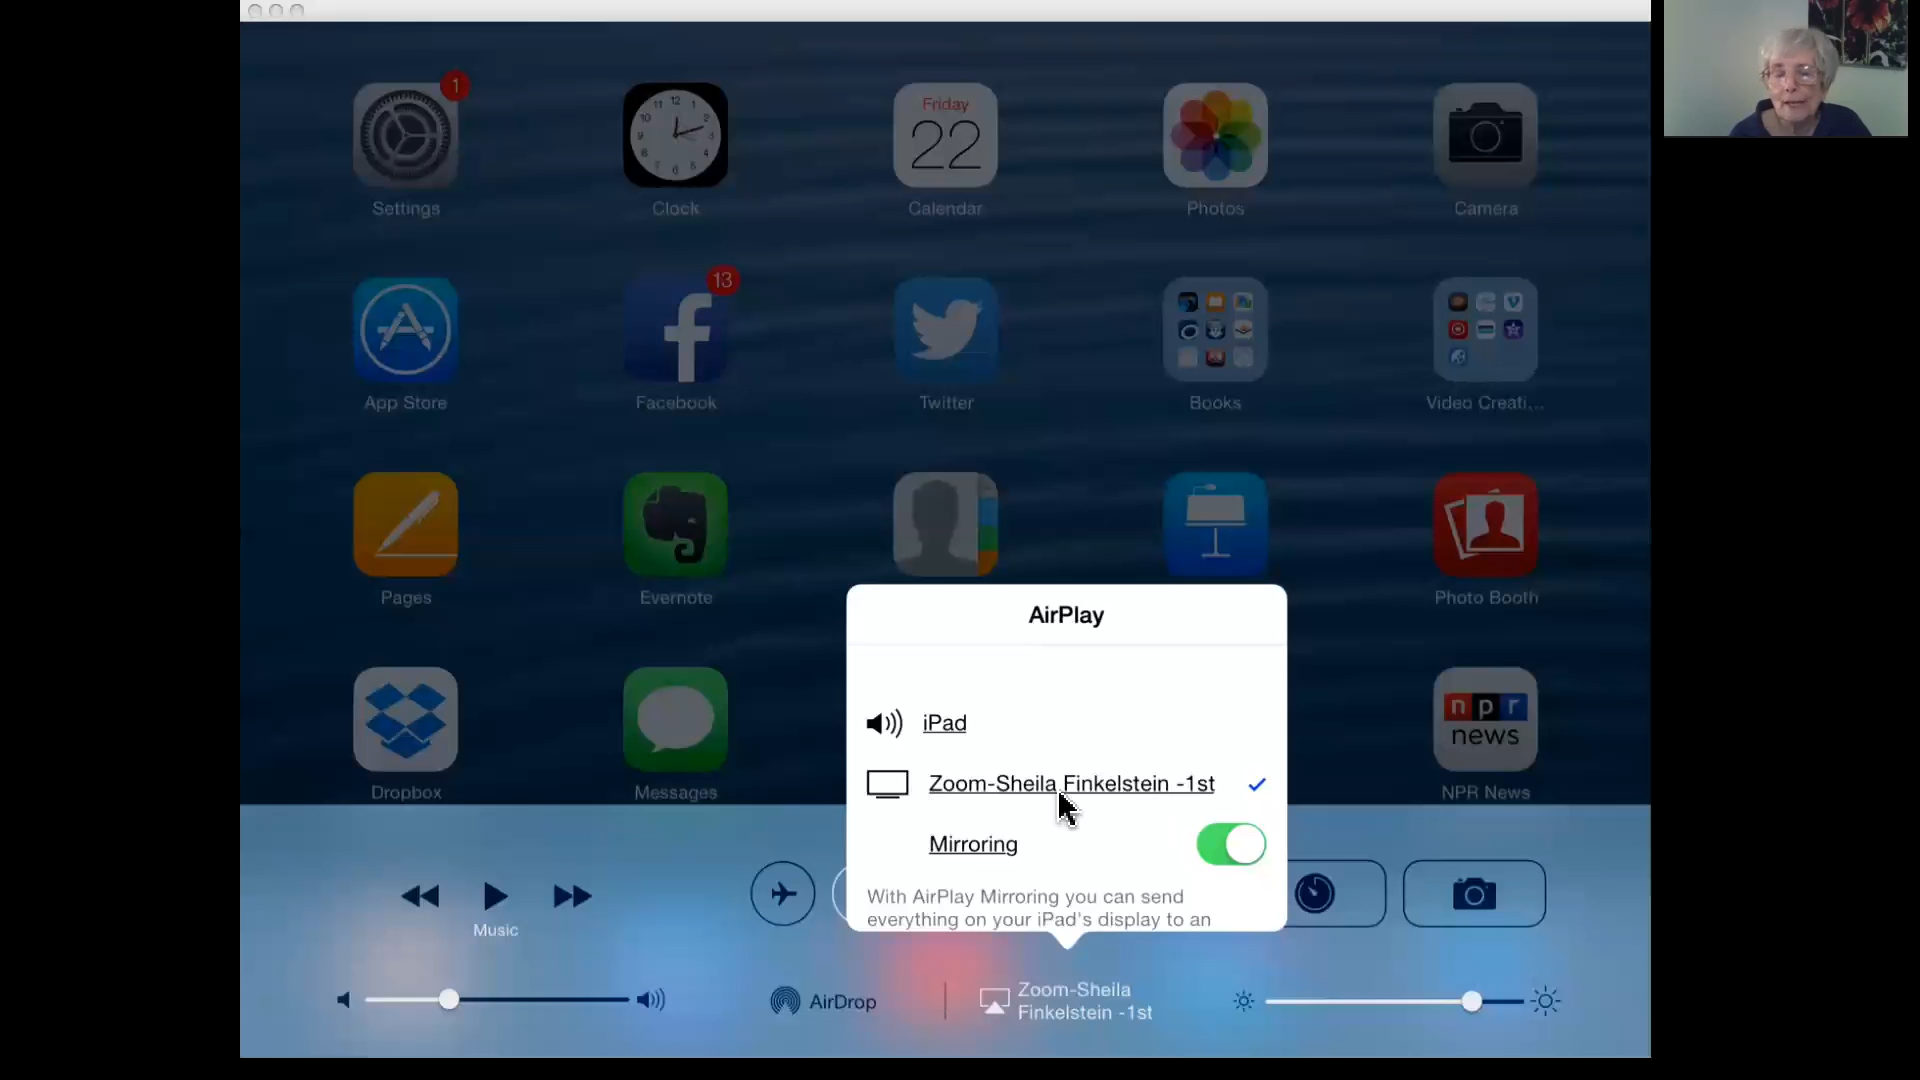 1
Friday
22
Settings
Clock
Calendar
Photos
Camera
13
App Store
Facebook
Twitter
Books
Video Creati...
Pages
Evernote
Photo Booth
AirPlay
iPad
Zoom-Sheila Finkelstein -1st
Mirroring
With AirPlay Mirroring you can send
everything on your iPad's display to an
npr
news
Dropbox
Messages
NPR News
Music
AirDrop
Zoom-Sheila
Finkelstein -1st